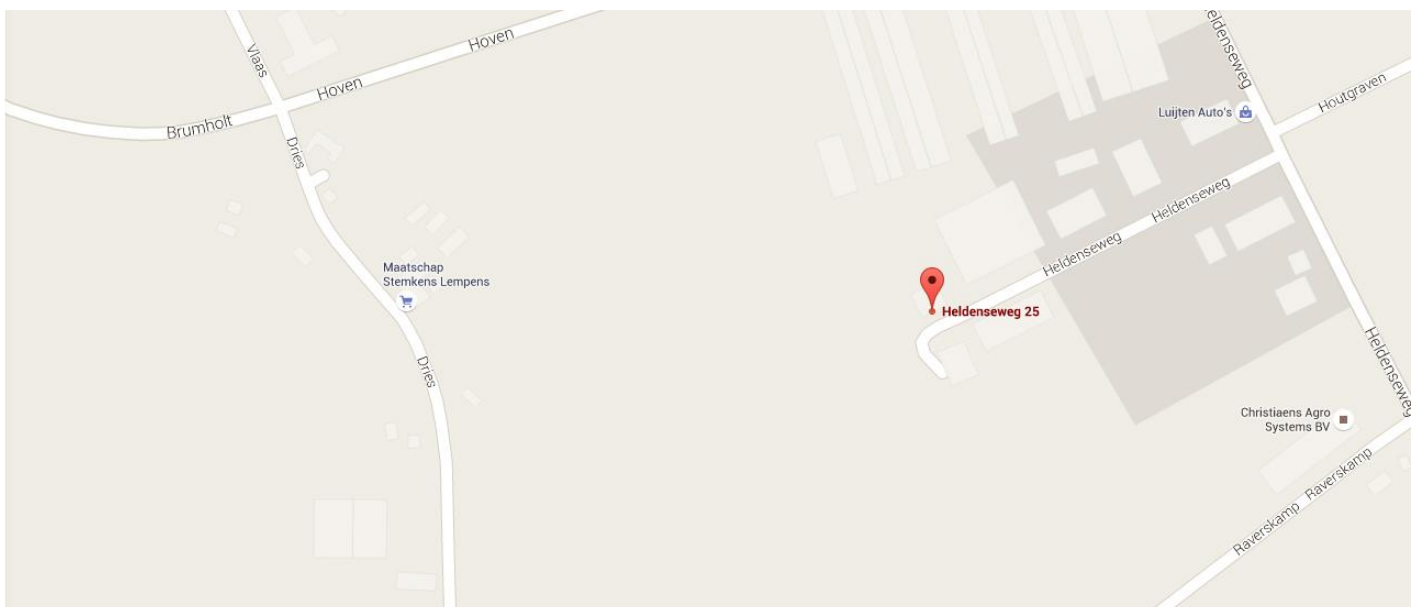 Vlaas
Hoven
Hoven
Brumholt
Dries
Heldenseweg
Houtgraven
Luijten Auto's
Heldenseweg
Heldenseweg
Maatschap
Stemkens Lempens
Heldenseweg 25
Dries
Heldenseweg
Christiaens Agro
Systems BV
Raverskamp
Raverskamp